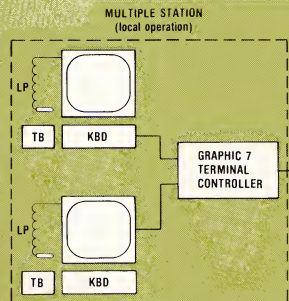 MULTIPLE STATION
(local operation)
LP
TB KBD
GRAPHIC 7
TERMINAL
CONTROLLER
LP
TB KBD